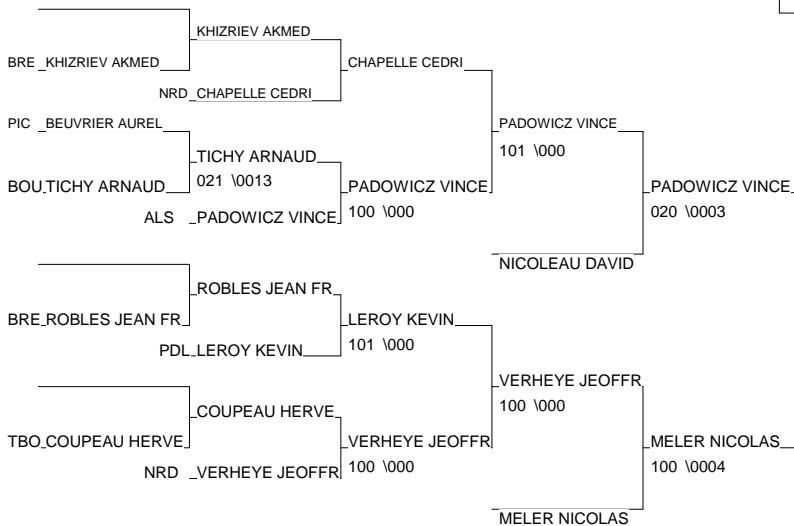 KHIZRIEV AKMED
BRE KHIZRIEV AKMED
CHAPELLE CEDRI
NRD CHAPELLE CEDRI
PIC BEUVRIER AUREL
PADOWICZ VINCE
101 \000
TICHY ARNAUD
021 \0013
BOU TICHY ARNAUD
PADOWICZ VINCE
100 \000
PADOWICZ VINCE
020 \0003
ALS PADOWICZ VINCE
NICOLEAU DAVID
ROBLES JEAN FR
BRE ROBLES JEAN FR
LEROY KEVIN
101 \000
PDL LEROY KEVIN
VERHEYE JEOFFR
100 \000
COUPEAU HERVE
TBO COUPEAU HERVE
VERHEYE JEOFFR
100 \000
MELER NICOLAS
100 \0004
NRD VERHEYE JEOFFR
MELER NICOLAS